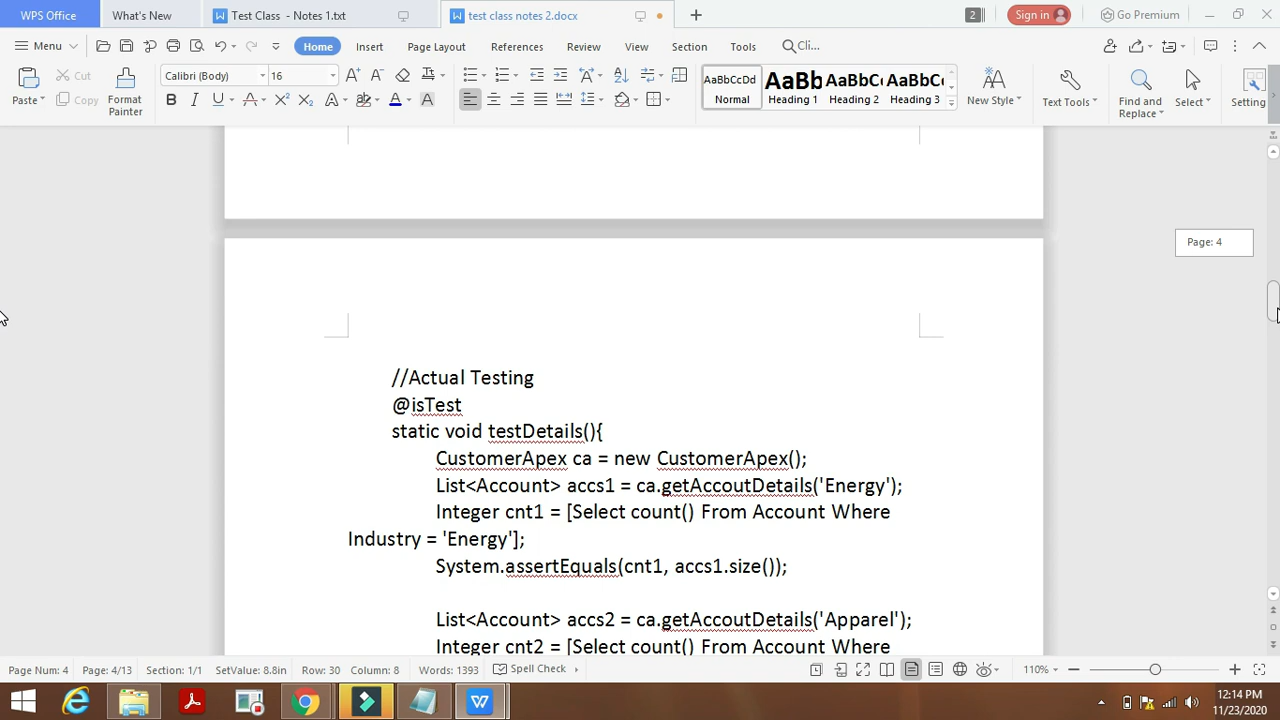 WPS Office What's New Test Class - Notes 1.txt test class notes 2.docx 2 Sign in Go Premium
Menu Home Insert Page Layout References Review View Section Tools Cli...
Calibri (Body) 16
Paste Cut Copy Format Painter
AaBbCcDd AaBb AaBbC AaBbC
Normal Heading 1 Heading 2 Heading 3 New Style Text Tools Find and Replace Select Setting
Page: 4
//Actual Testing
@isTest
static void testDetails(){
CustomerApex ca = new CustomerApex();
List<Account> accs1 = ca.getAccoutDetails('Energy');
Integer cnt1 = [Select count() From Account Where
Industry = 'Energy'];
System.assertEquals(cnt1, accs1.size());
List<Account> accs2 = ca.getAccoutDetails('Apparel');
Integer cnt2 = [Select count() From Account Where
Page Num: 4 Page: 4/13 Section: 1/1 SetValue: 8.8in Row: 30 Column: 8 Words: 1393 Spell Check 110%
12:14 PM
11/23/2020